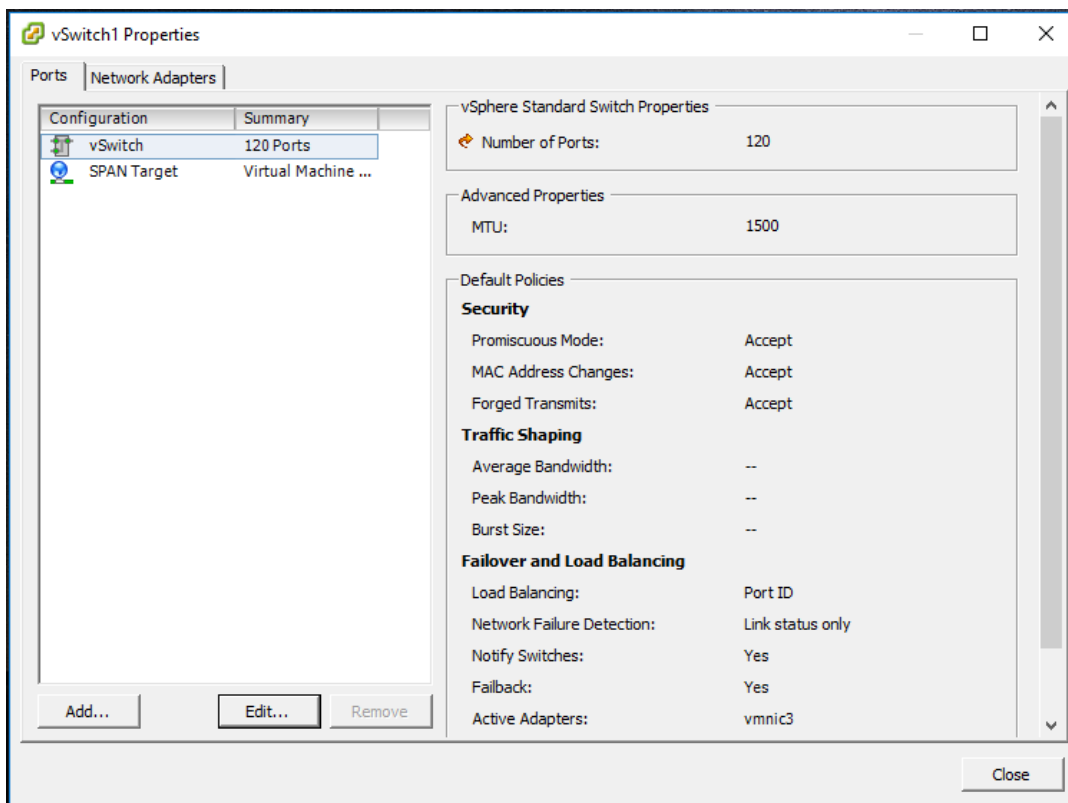 vSwitch1 Properties
Ports
Network Adapters
Configuration Summary
vSwitch 120 Ports
SPAN Target Virtual Machine ...
Add...
Edit...
Remove
vSphere Standard Switch Properties
Number of Ports: 120
Advanced Properties
MTU: 1500
Default Policies
Security
Promiscuous Mode: Accept
MAC Address Changes: Accept
Forged Transmits: Accept
Traffic Shaping
Average Bandwidth: --
Peak Bandwidth: --
Burst Size: --
Failover and Load Balancing
Load Balancing: Port ID
Network Failure Detection: Link status only
Notify Switches: Yes
Failback: Yes
Active Adapters: vmnic3
Close